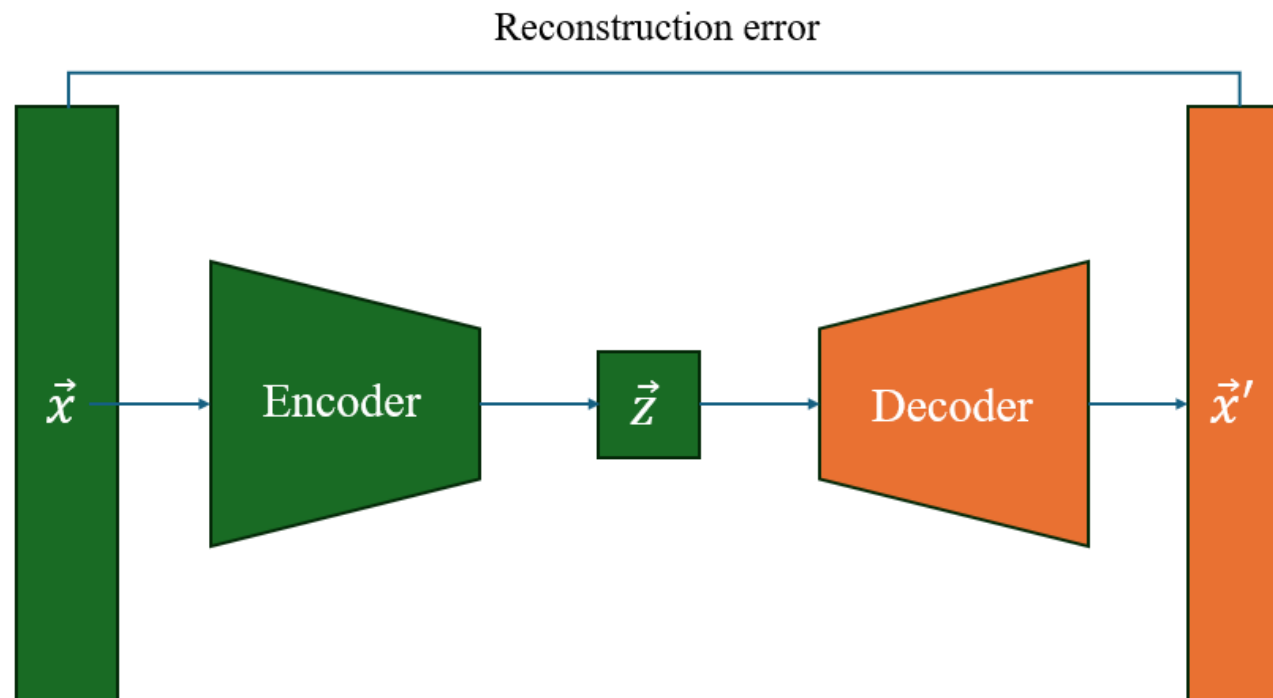 Reconstruction error
x⃗
Encoder
z⃗
Decoder
x⃗′